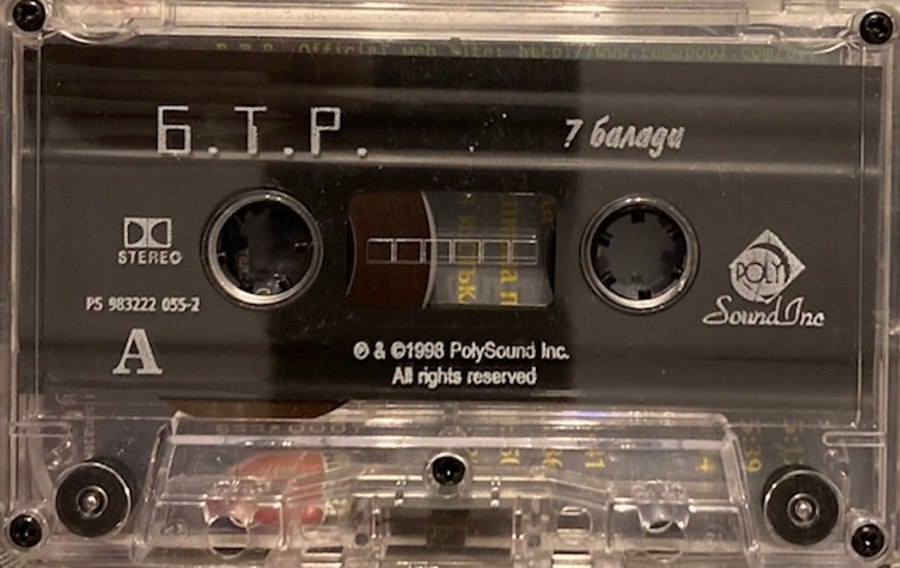 Б.Т.Р.
7 балади
STEREO
PS 983222 055-2
A
POLY
Sound Inc
℗ & ©1998 PolySound Inc.
All rights reserved